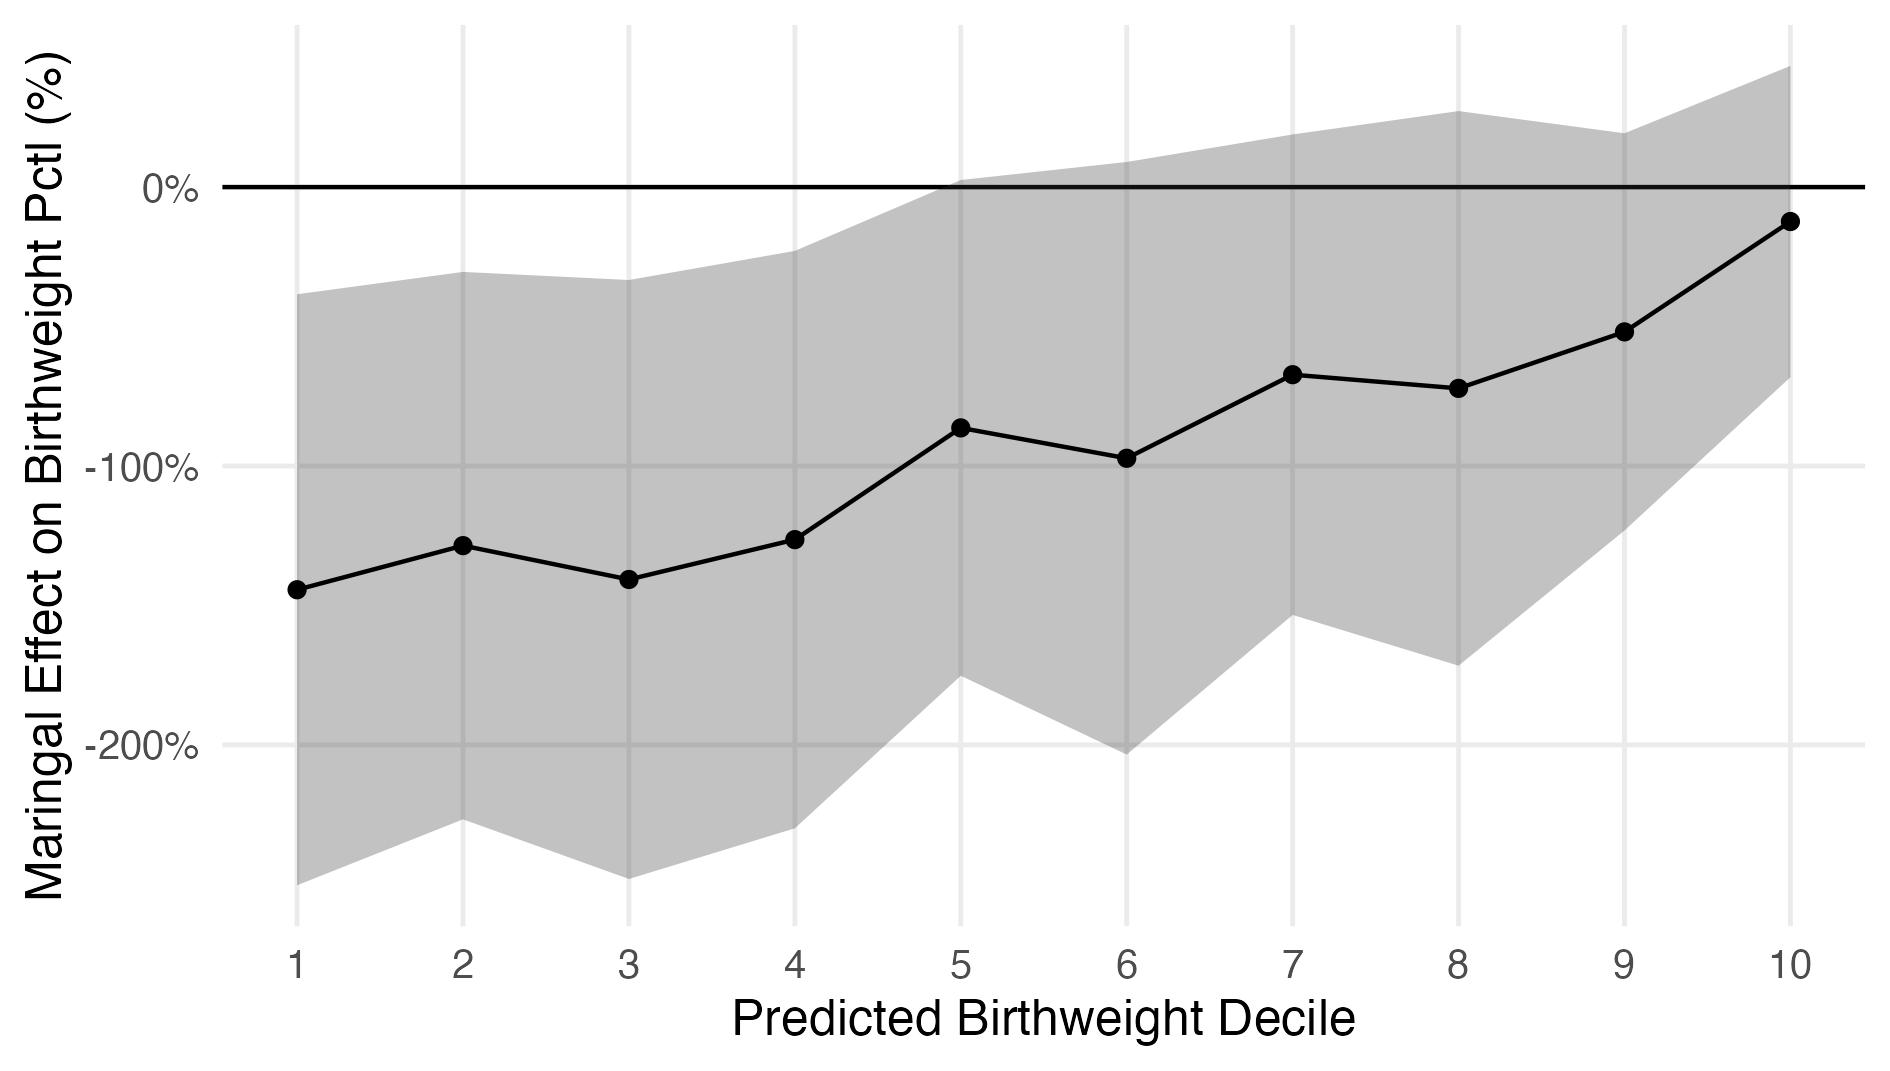 Maringal Effect on Birthweight Pctl (%)
0%
-100%
-200%
1 2 3 4 5 6 7 8 9 10
Predicted Birthweight Decile